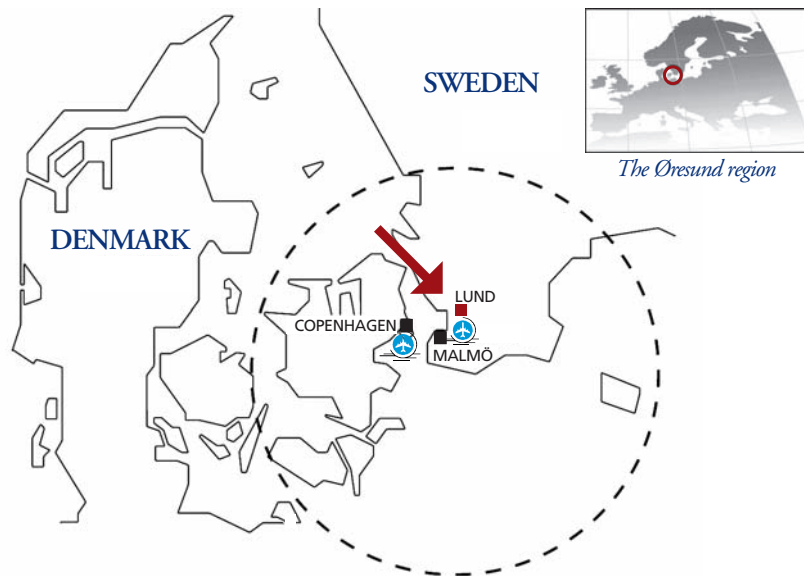 SWEDEN
The Øresund region
DENMARK
LUND
COPENHAGEN
MALMÖ